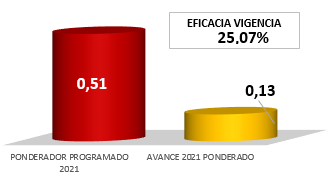 EFICACIA VIGENCIA
25,07%
0,51
0,13
PONDERADOR PROGRAMADO
2021
AVANCE 2021 PONDERADO